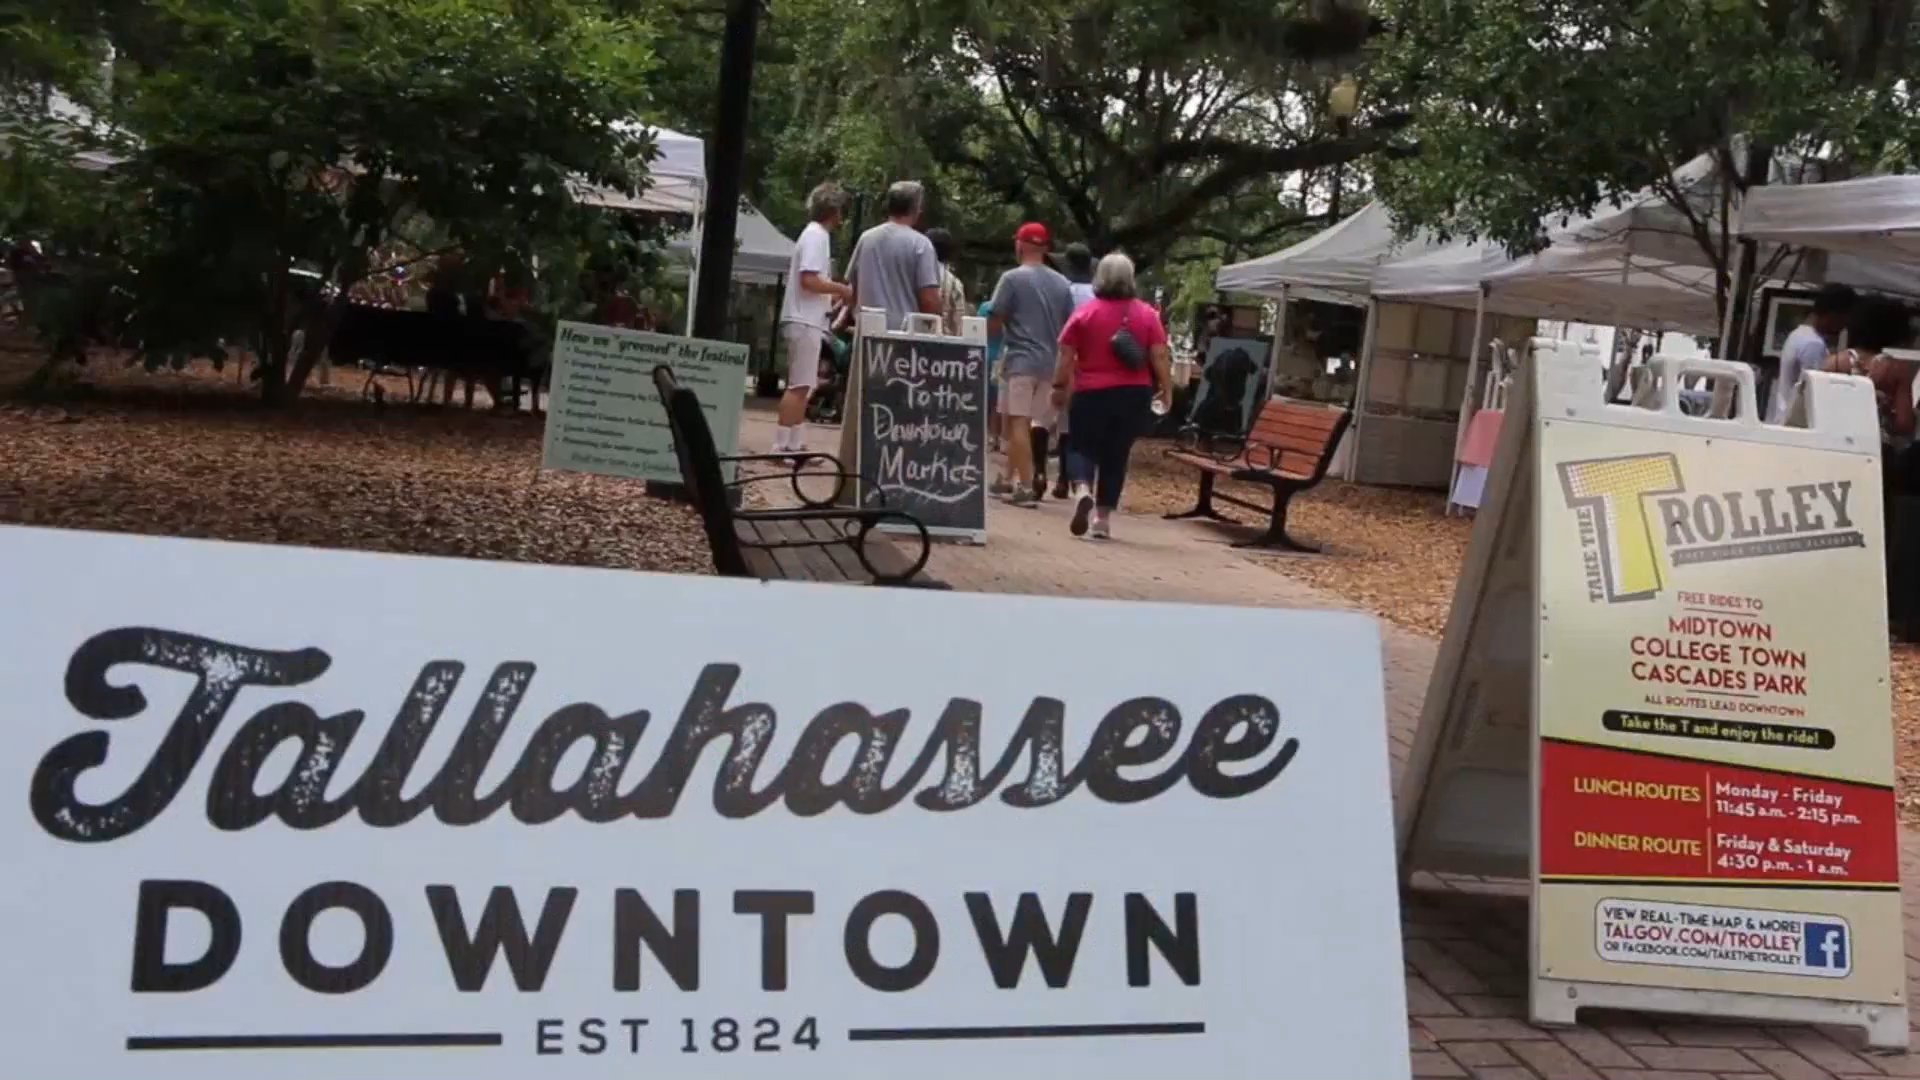 How we "greened" the festival
Welcome
To the
Downtown
Market
TAKE THE
TROLLEY
FREE RIDES TO
MIDTOWN
COLLEGE TOWN
CASCADES PARK
ALL ROUTES LEAD DOWNTOWN
Take the T and enjoy the ride!
LUNCH ROUTES
Monday - Friday
11:45 a.m. - 2:15 p.m.
DINNER ROUTE
Friday & Saturday
4:30 p.m. - 1 a.m.
VIEW REAL-TIME MAP & MORE!
TALGOV.COM/TROLLEY
OR FACEBOOK.COM/TAKETHETROLLEY
f
Tallahassee
DOWNTOWN
EST 1824